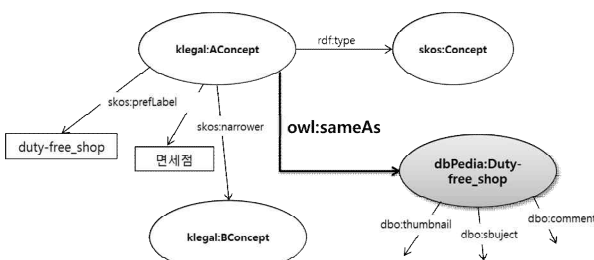 klegal:AConcept
rdf:type
skos:Concept
skos:prefLabel
skos:narrower
owl:sameAs
duty-free_shop
면세점
dbPedia:Duty-
free_shop
klegal:BConcept
dbo:thumbnail
dbo:sbuject
dbo:comment